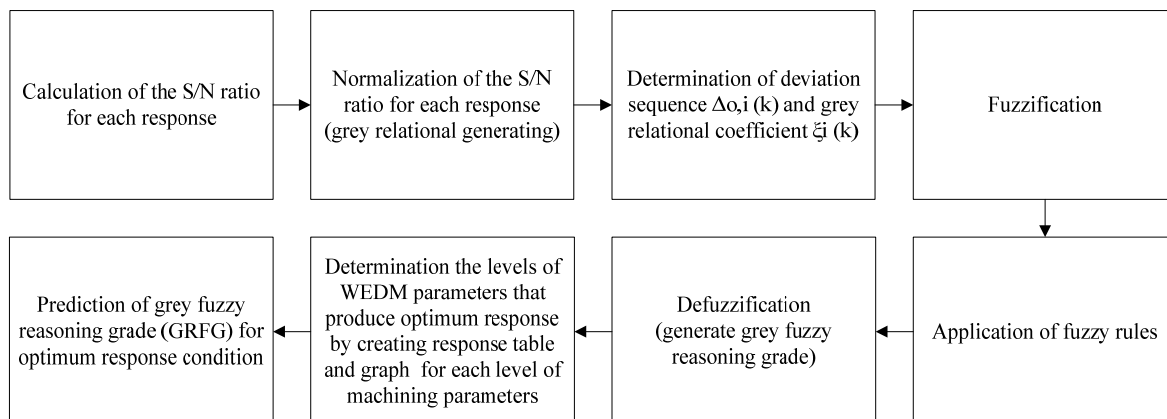 Calculation of the S/N ratio
for each response
Normalization of the S/N
ratio for each response
(grey relational generating)
Determination of deviation
sequence Δo,i (k) and grey
relational coefficient ξi (k)
Fuzzification
Application of fuzzy rules
Defuzzification
(generate grey fuzzy
reasoning grade)
Determination the levels of
WEDM parameters that
produce optimum response
by creating response table
and graph for each level of
machining parameters
Prediction of grey fuzzy
reasoning grade (GRFG) for
optimum response condition